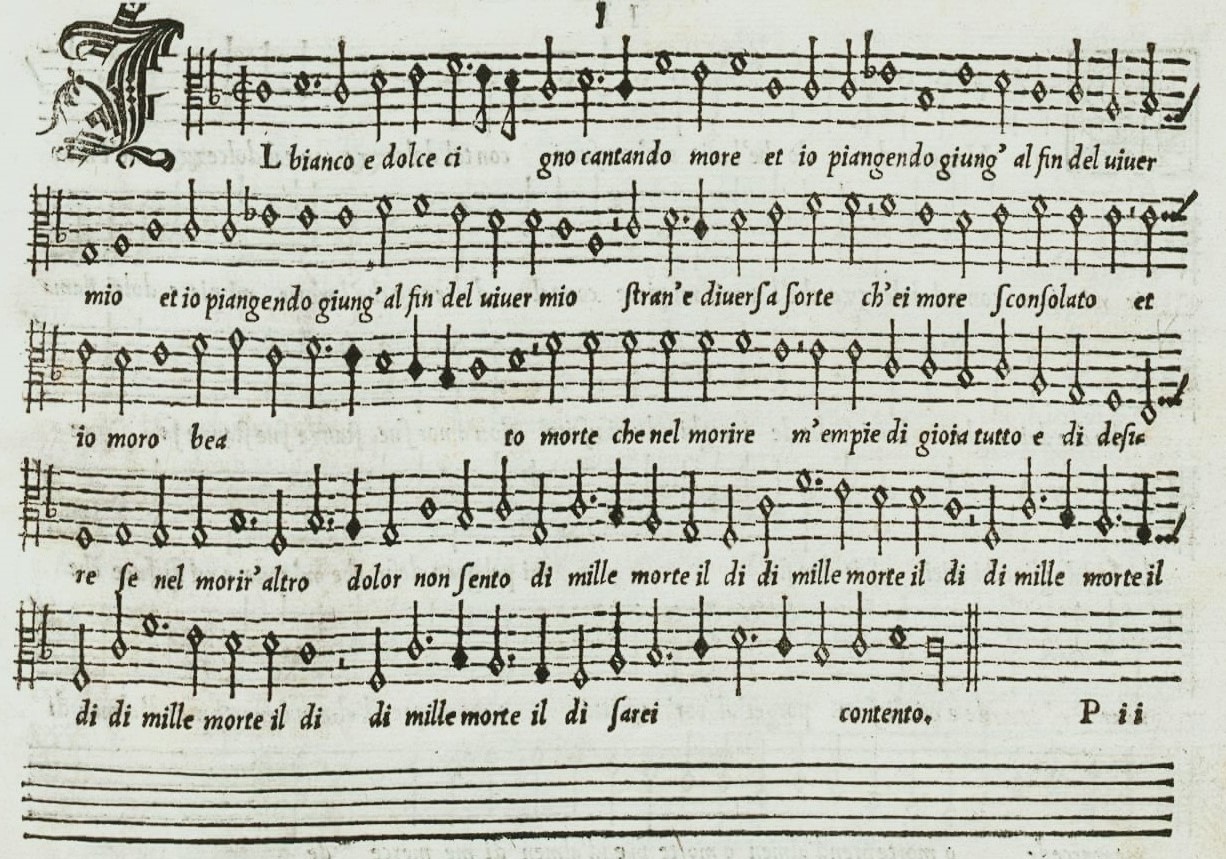 I
IL bianco e dolce ci gno cantando more et io piangendo giung' al fin del uiuer
mio et io piangendo giung' al fin del uiuer mio ſtran'e diuerſa ſorte ch'ei more ſconſolato et
io moro bea to morte che nel morire m'empie di gioia tutto e di deſie
re ſe nel morir' altro dolor non ſento di mille morte il di di mille morte il di di mille morte il
di di mille morte il di di mille morte il di ſarei contento. P ii